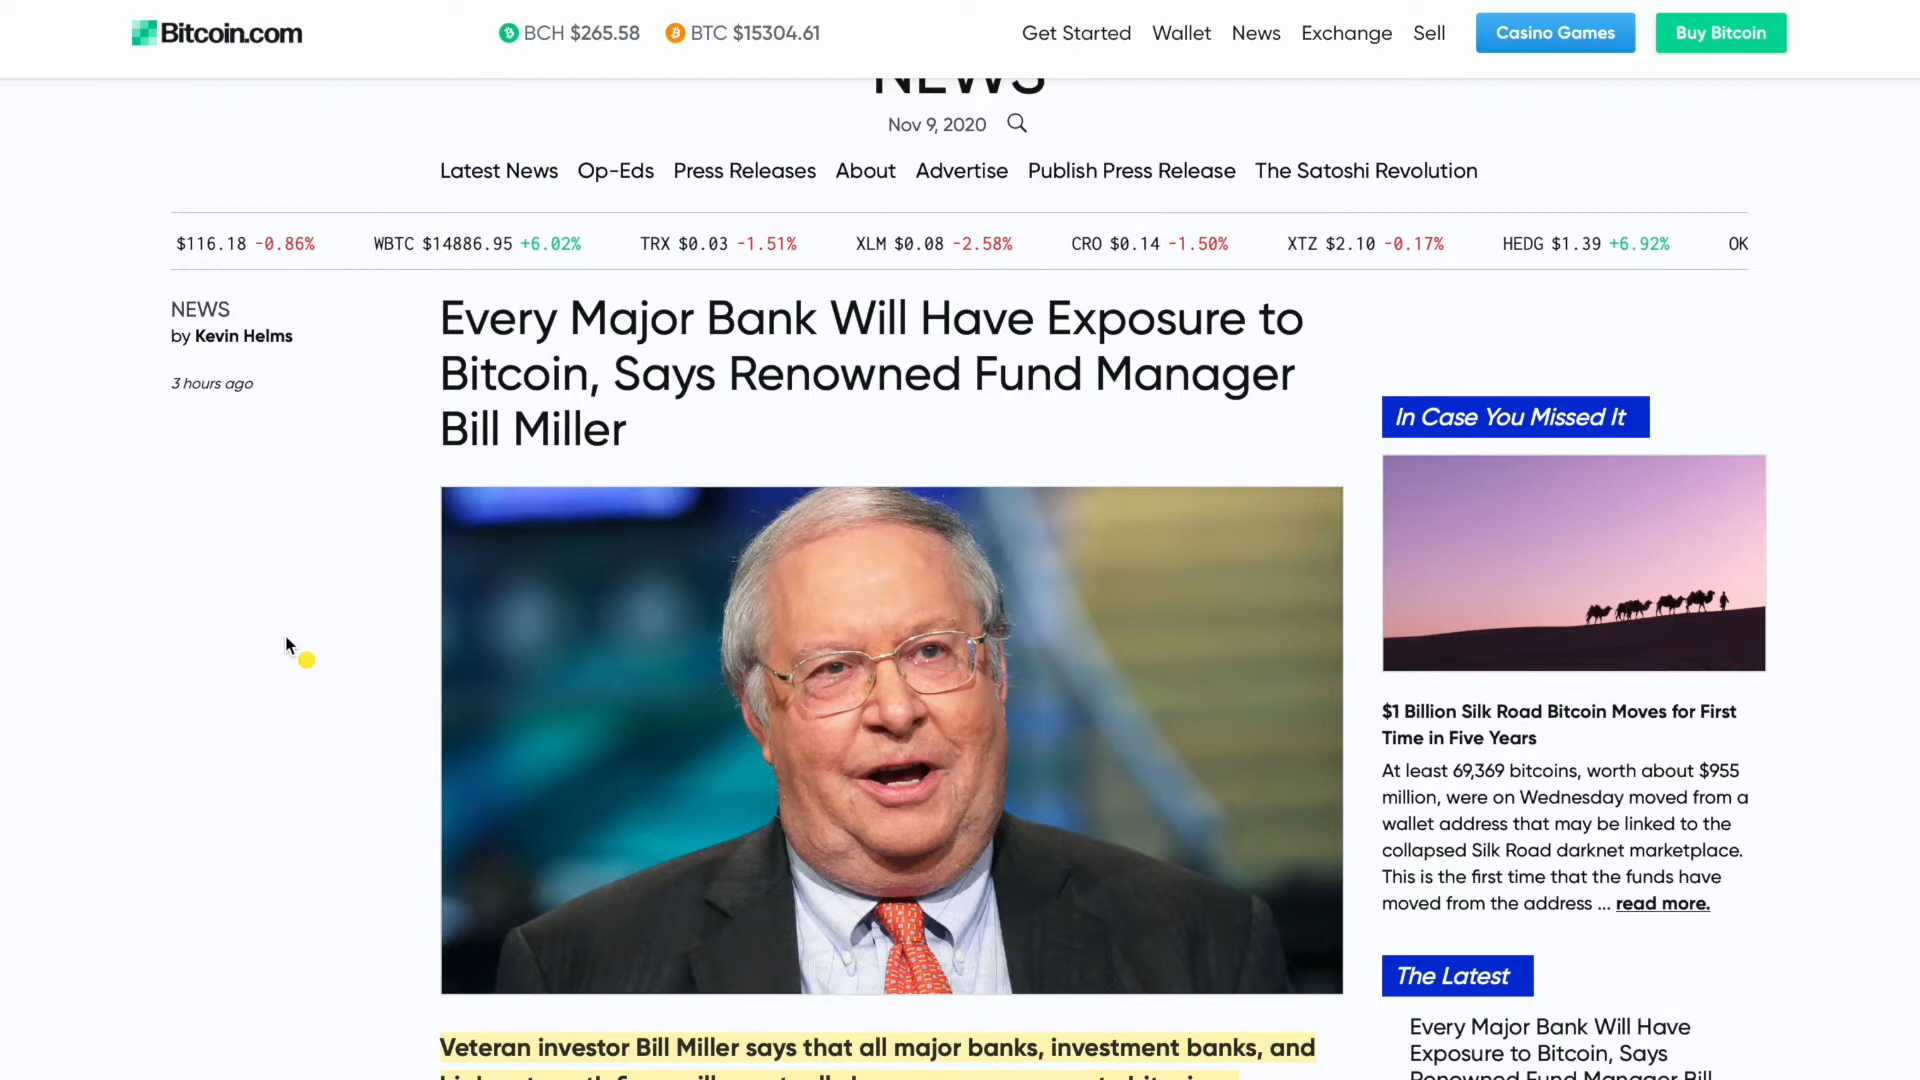 Bitcoin.com
BCH $265.58 BTC $15304.61
Get Started Wallet News Exchange Sell Casino Games Buy Bitcoin
NEWS
Nov 9, 2020
Latest News Op-Eds Press Releases About Advertise Publish Press Release The Satoshi Revolution
$116.18 -0.86% WBTC $14886.95 +6.02% TRX $0.03 -1.51% XLM $0.08 -2.58% CRO $0.14 -1.50% XTZ $2.10 -0.17% HEDG $1.39 +6.92% OK
NEWS
by Kevin Helms
3 hours ago
Every Major Bank Will Have Exposure to
Bitcoin, Says Renowned Fund Manager
Bill Miller
Veteran investor Bill Miller says that all major banks, investment banks, and
In Case You Missed It
$1 Billion Silk Road Bitcoin Moves for First
Time in Five Years
At least 69,369 bitcoins, worth about $955
million, were on Wednesday moved from a
wallet address that may be linked to the
collapsed Silk Road darknet marketplace.
This is the first time that the funds have
moved from the address ... read more.
The Latest
Every Major Bank Will Have
Exposure to Bitcoin, Says
Renowned Fund Manager Bill